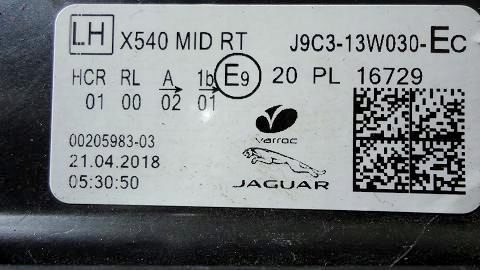 LH X540 MID RT J9C3-13W030-EC
HCR RL A 1b E9 20 PL 16729
01 00 02 01
00205983-03
varroc
21.04.2018
05:30:50
JAGUAR